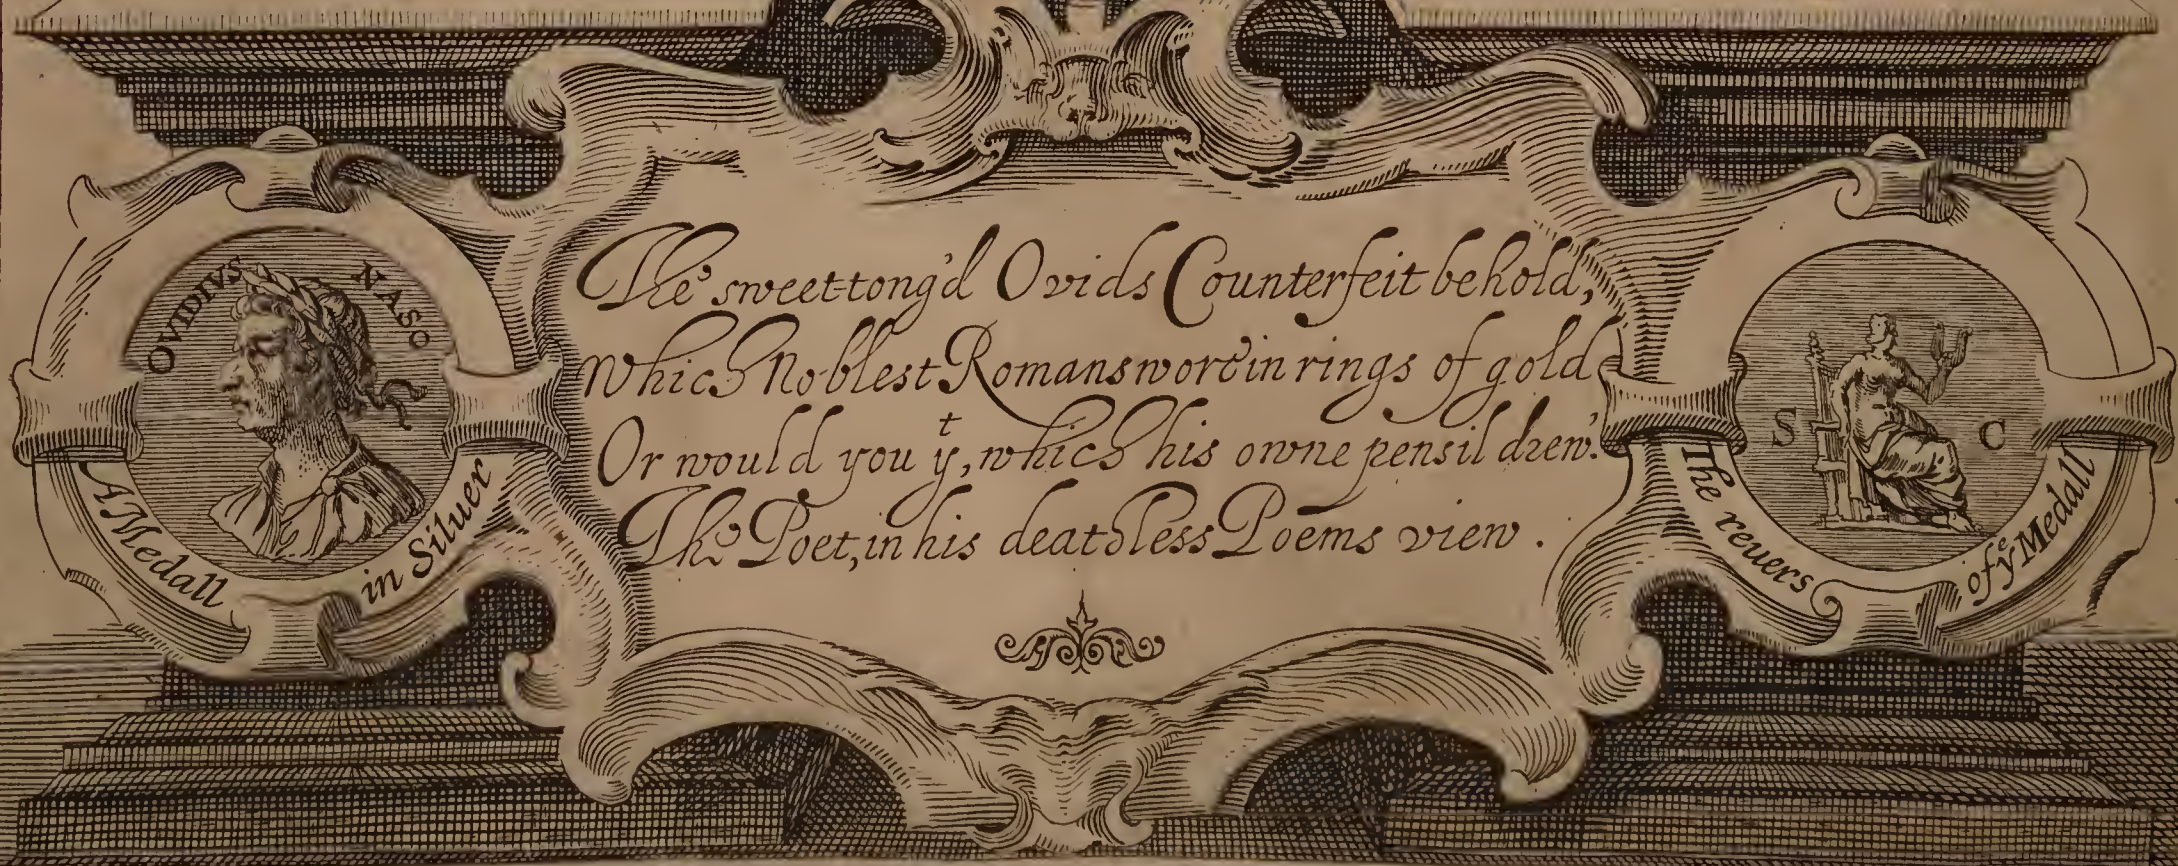 OVIDIVS NASO
A Medall in Siluer
The sweet-tong'd Ovids Counterfeit behold,
Which Noblest Romans wore in rings of gold
Or would you yᵗ, which his owne pensil drew.
The Poet, in his deathless Poems view.
S C
The reuers of yᵉ Medall